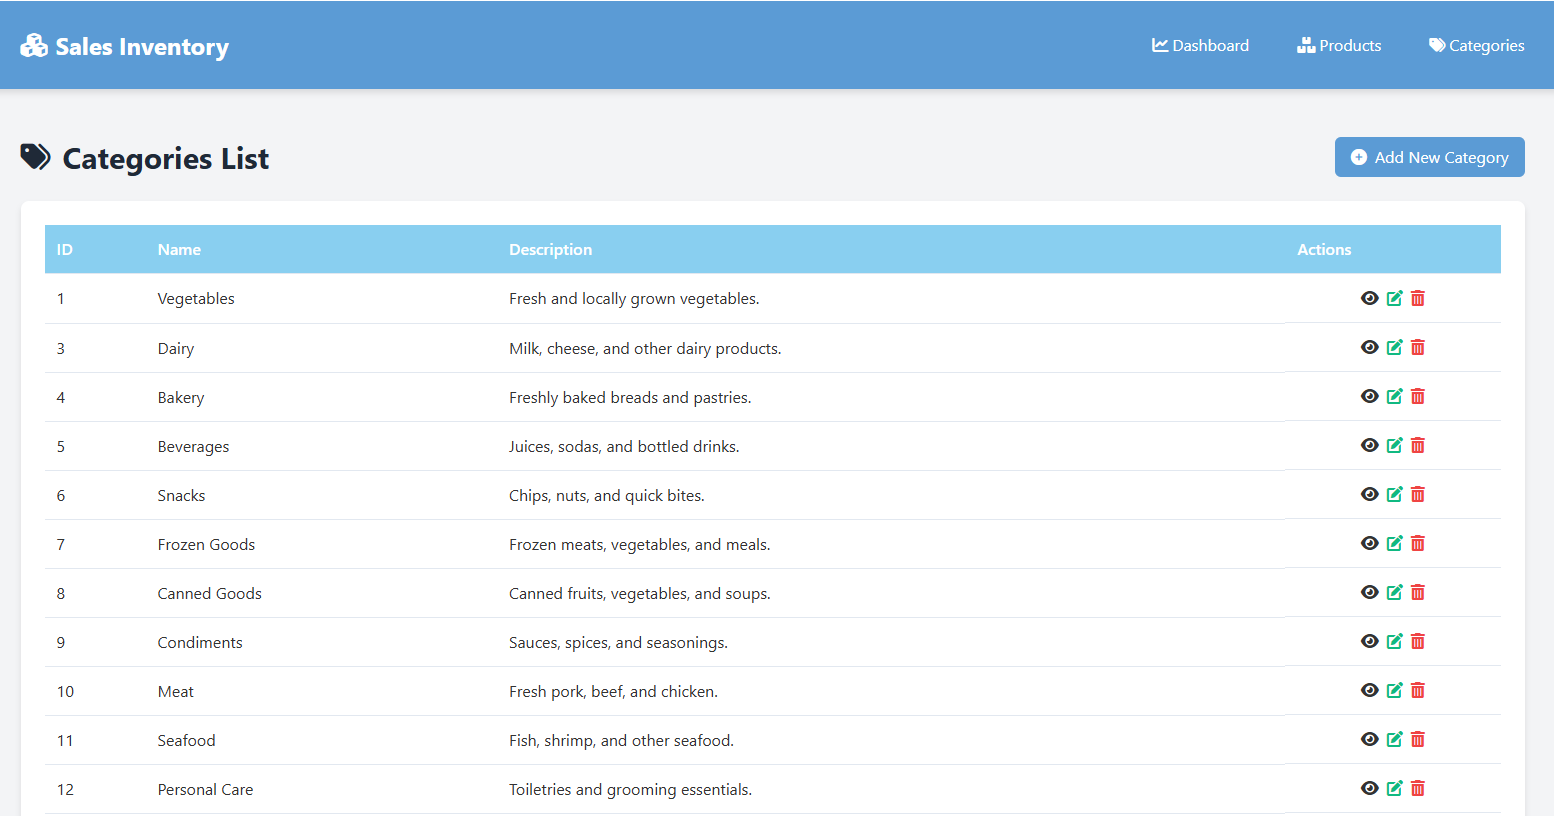 Sales Inventory Dashboard Products Categories
Categories List Add New Category
ID Name Description Actions
1 Vegetables Fresh and locally grown vegetables.
3 Dairy Milk, cheese, and other dairy products.
4 Bakery Freshly baked breads and pastries.
5 Beverages Juices, sodas, and bottled drinks.
6 Snacks Chips, nuts, and quick bites.
7 Frozen Goods Frozen meats, vegetables, and meals.
8 Canned Goods Canned fruits, vegetables, and soups.
9 Condiments Sauces, spices, and seasonings.
10 Meat Fresh pork, beef, and chicken.
11 Seafood Fish, shrimp, and other seafood.
12 Personal Care Toiletries and grooming essentials.